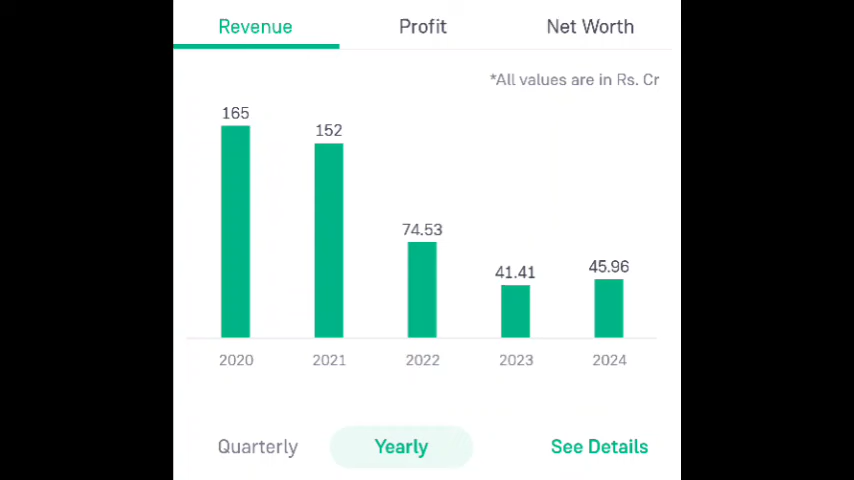 Revenue Profit Net Worth
*All values are in Rs. Cr
165
152
74.53
41.41
45.96
2020 2021 2022 2023 2024
Quarterly Yearly See Details